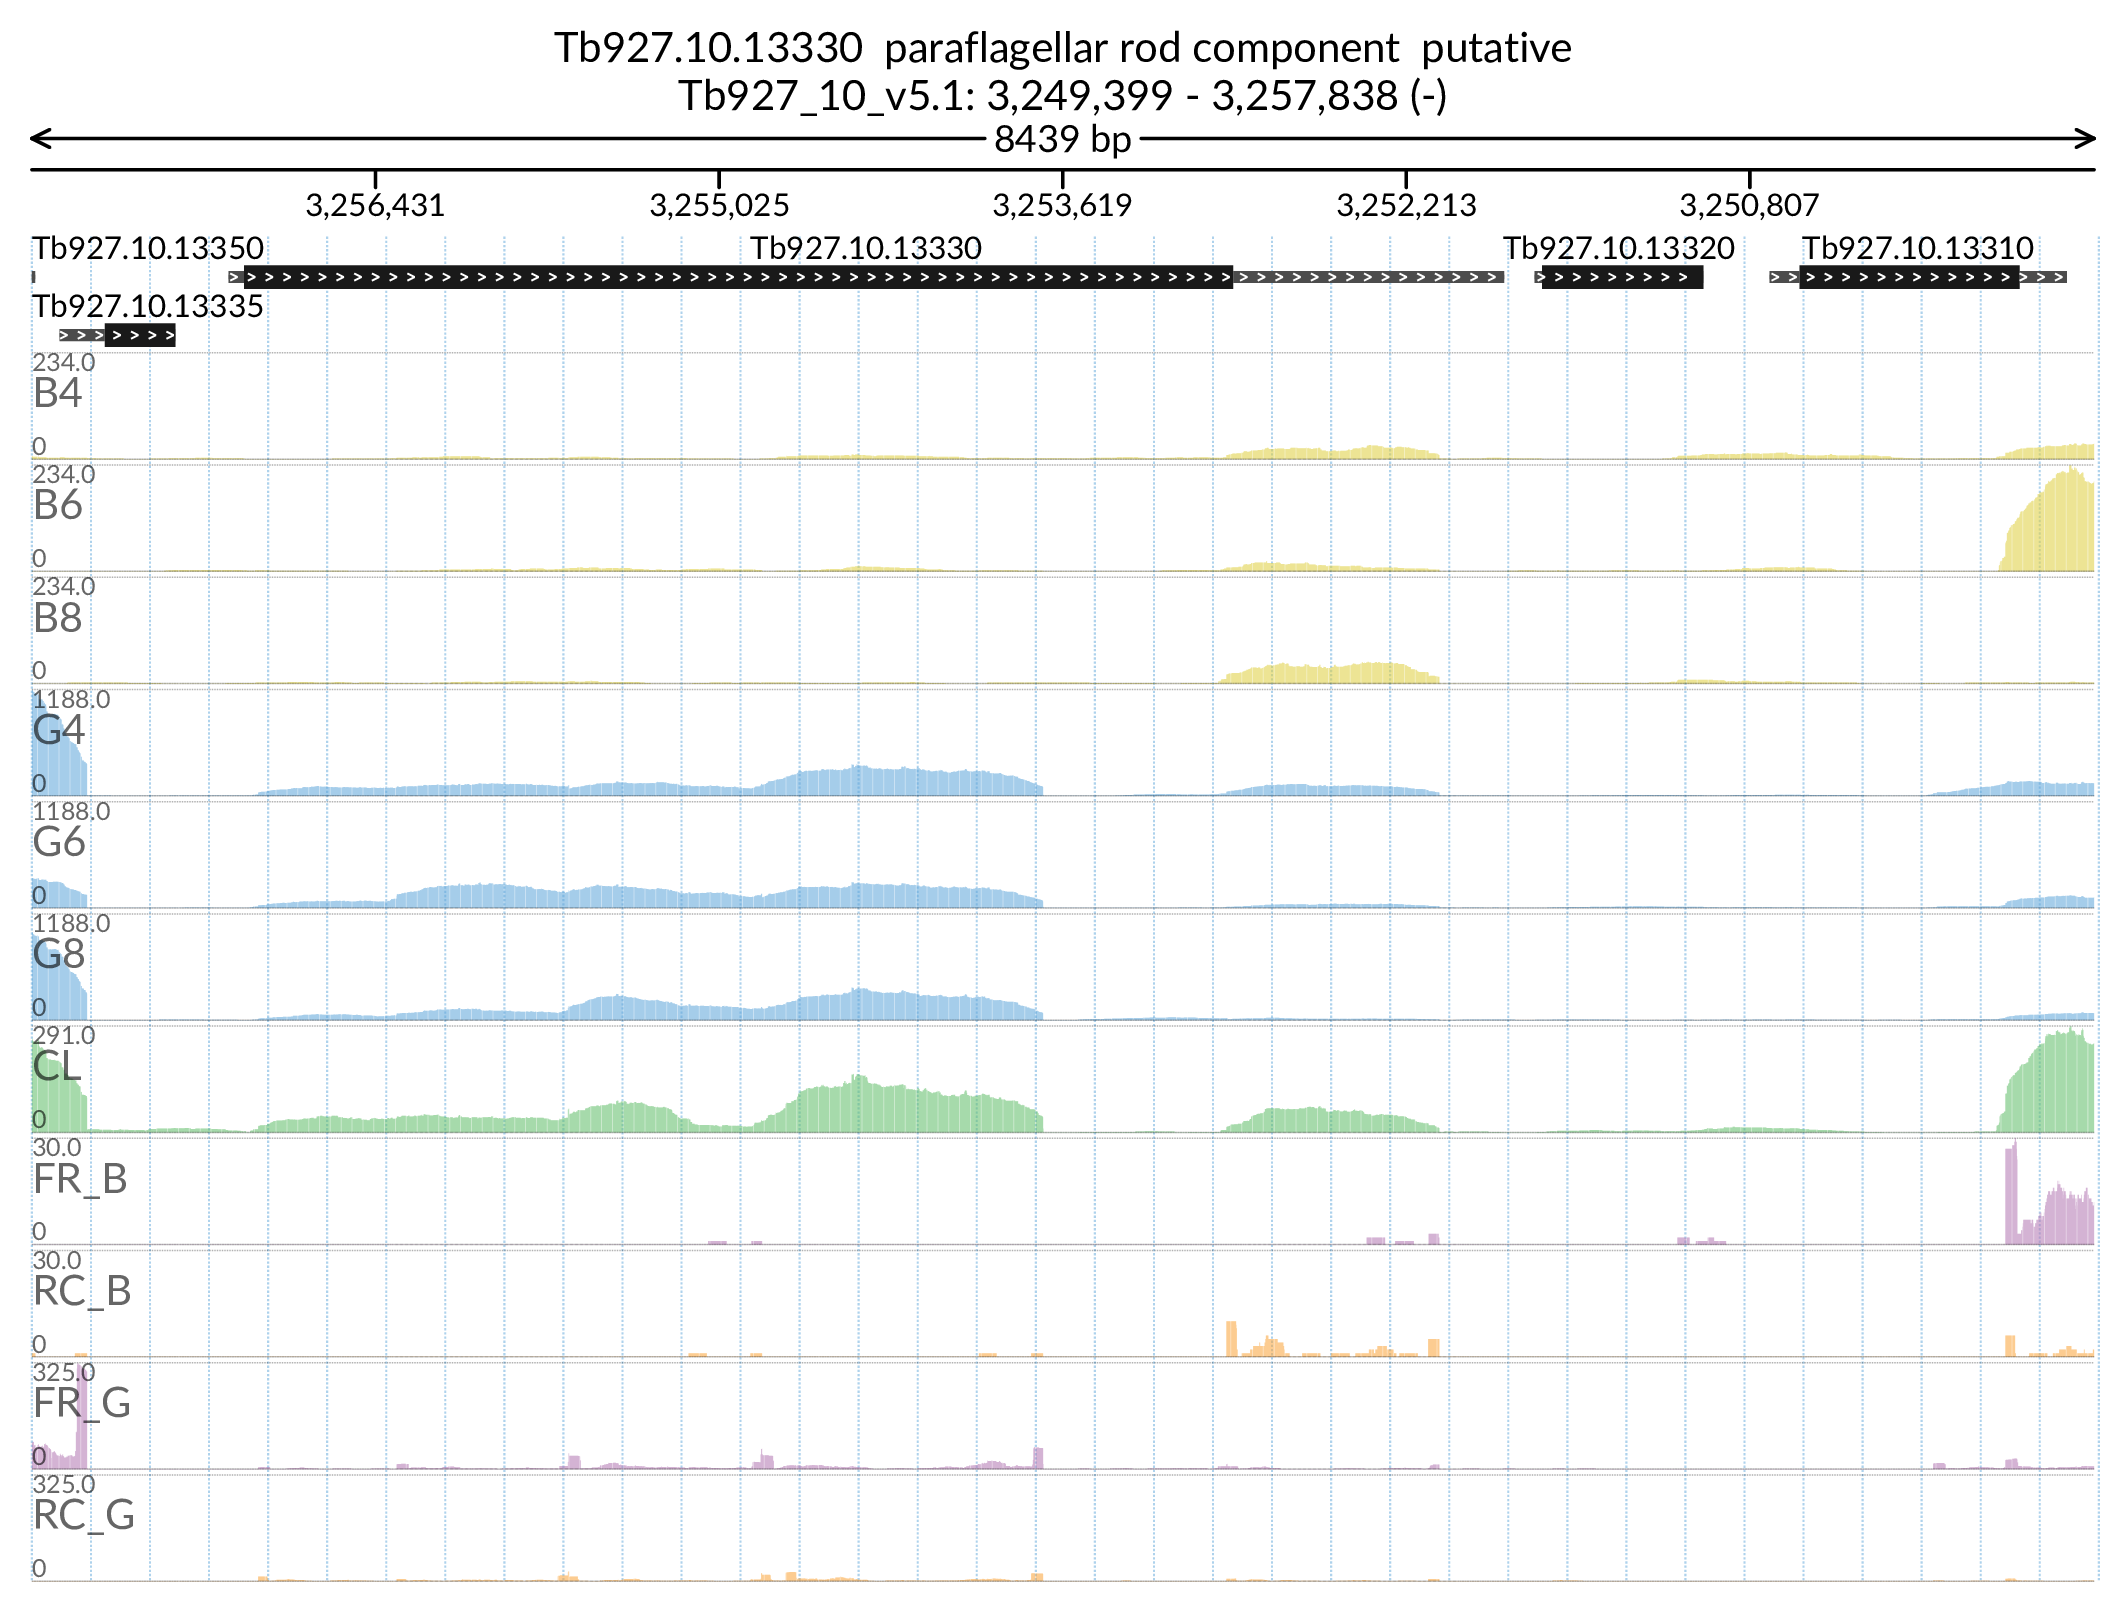 Tb927.10.13330  paraflagellar rod component  putative
Tb927_10_v5.1: 3,249,399 - 3,257,838 (-)
8439 bp
3,256,431 3,255,025 3,253,619 3,252,213 3,250,807
Tb927.10.13350 Tb927.10.13330 Tb927.10.13320 Tb927.10.13310
Tb927.10.13335
234.0
B4
0
234.0
B6
0
234.0
B8
0
1188.0
G4
0
1188.0
G6
0
1188.0
G8
0
291.0
CL
0
30.0
FR_B
0
30.0
RC_B
0
325.0
FR_G
0
325.0
RC_G
0